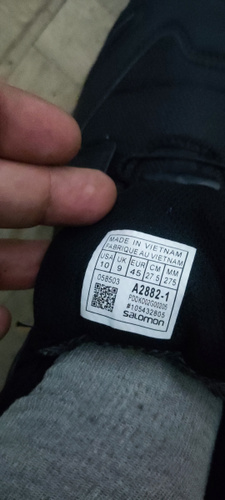 MADE IN VIETNAM
FABRIQUE AU VIETNAM
USA UK EUR CM MM
10 9 45 27.5 275
058503
A2882-1
#105432805
salomon